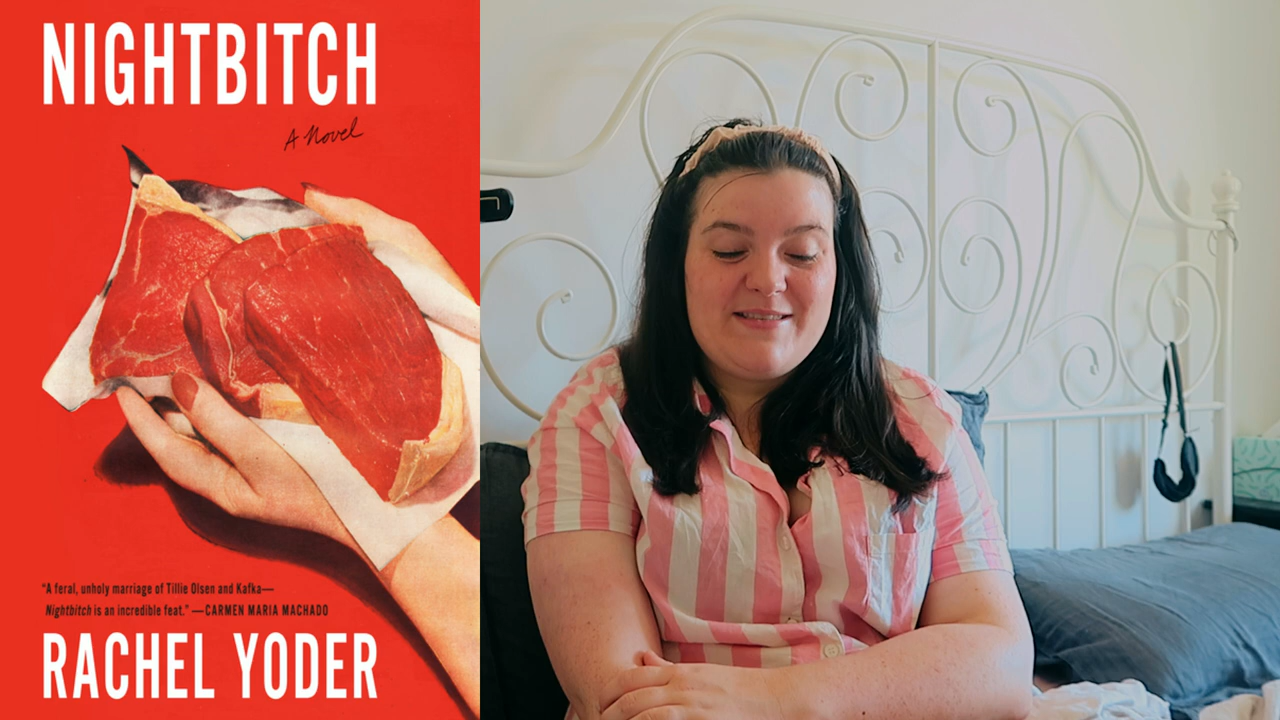 NIGHTBITCH
A Novel
“A feral, unholy marriage of Tillie Olsen and Kafka—
Nightbitch is an incredible feat.” —CARMEN MARIA MACHADO
RACHEL YODER